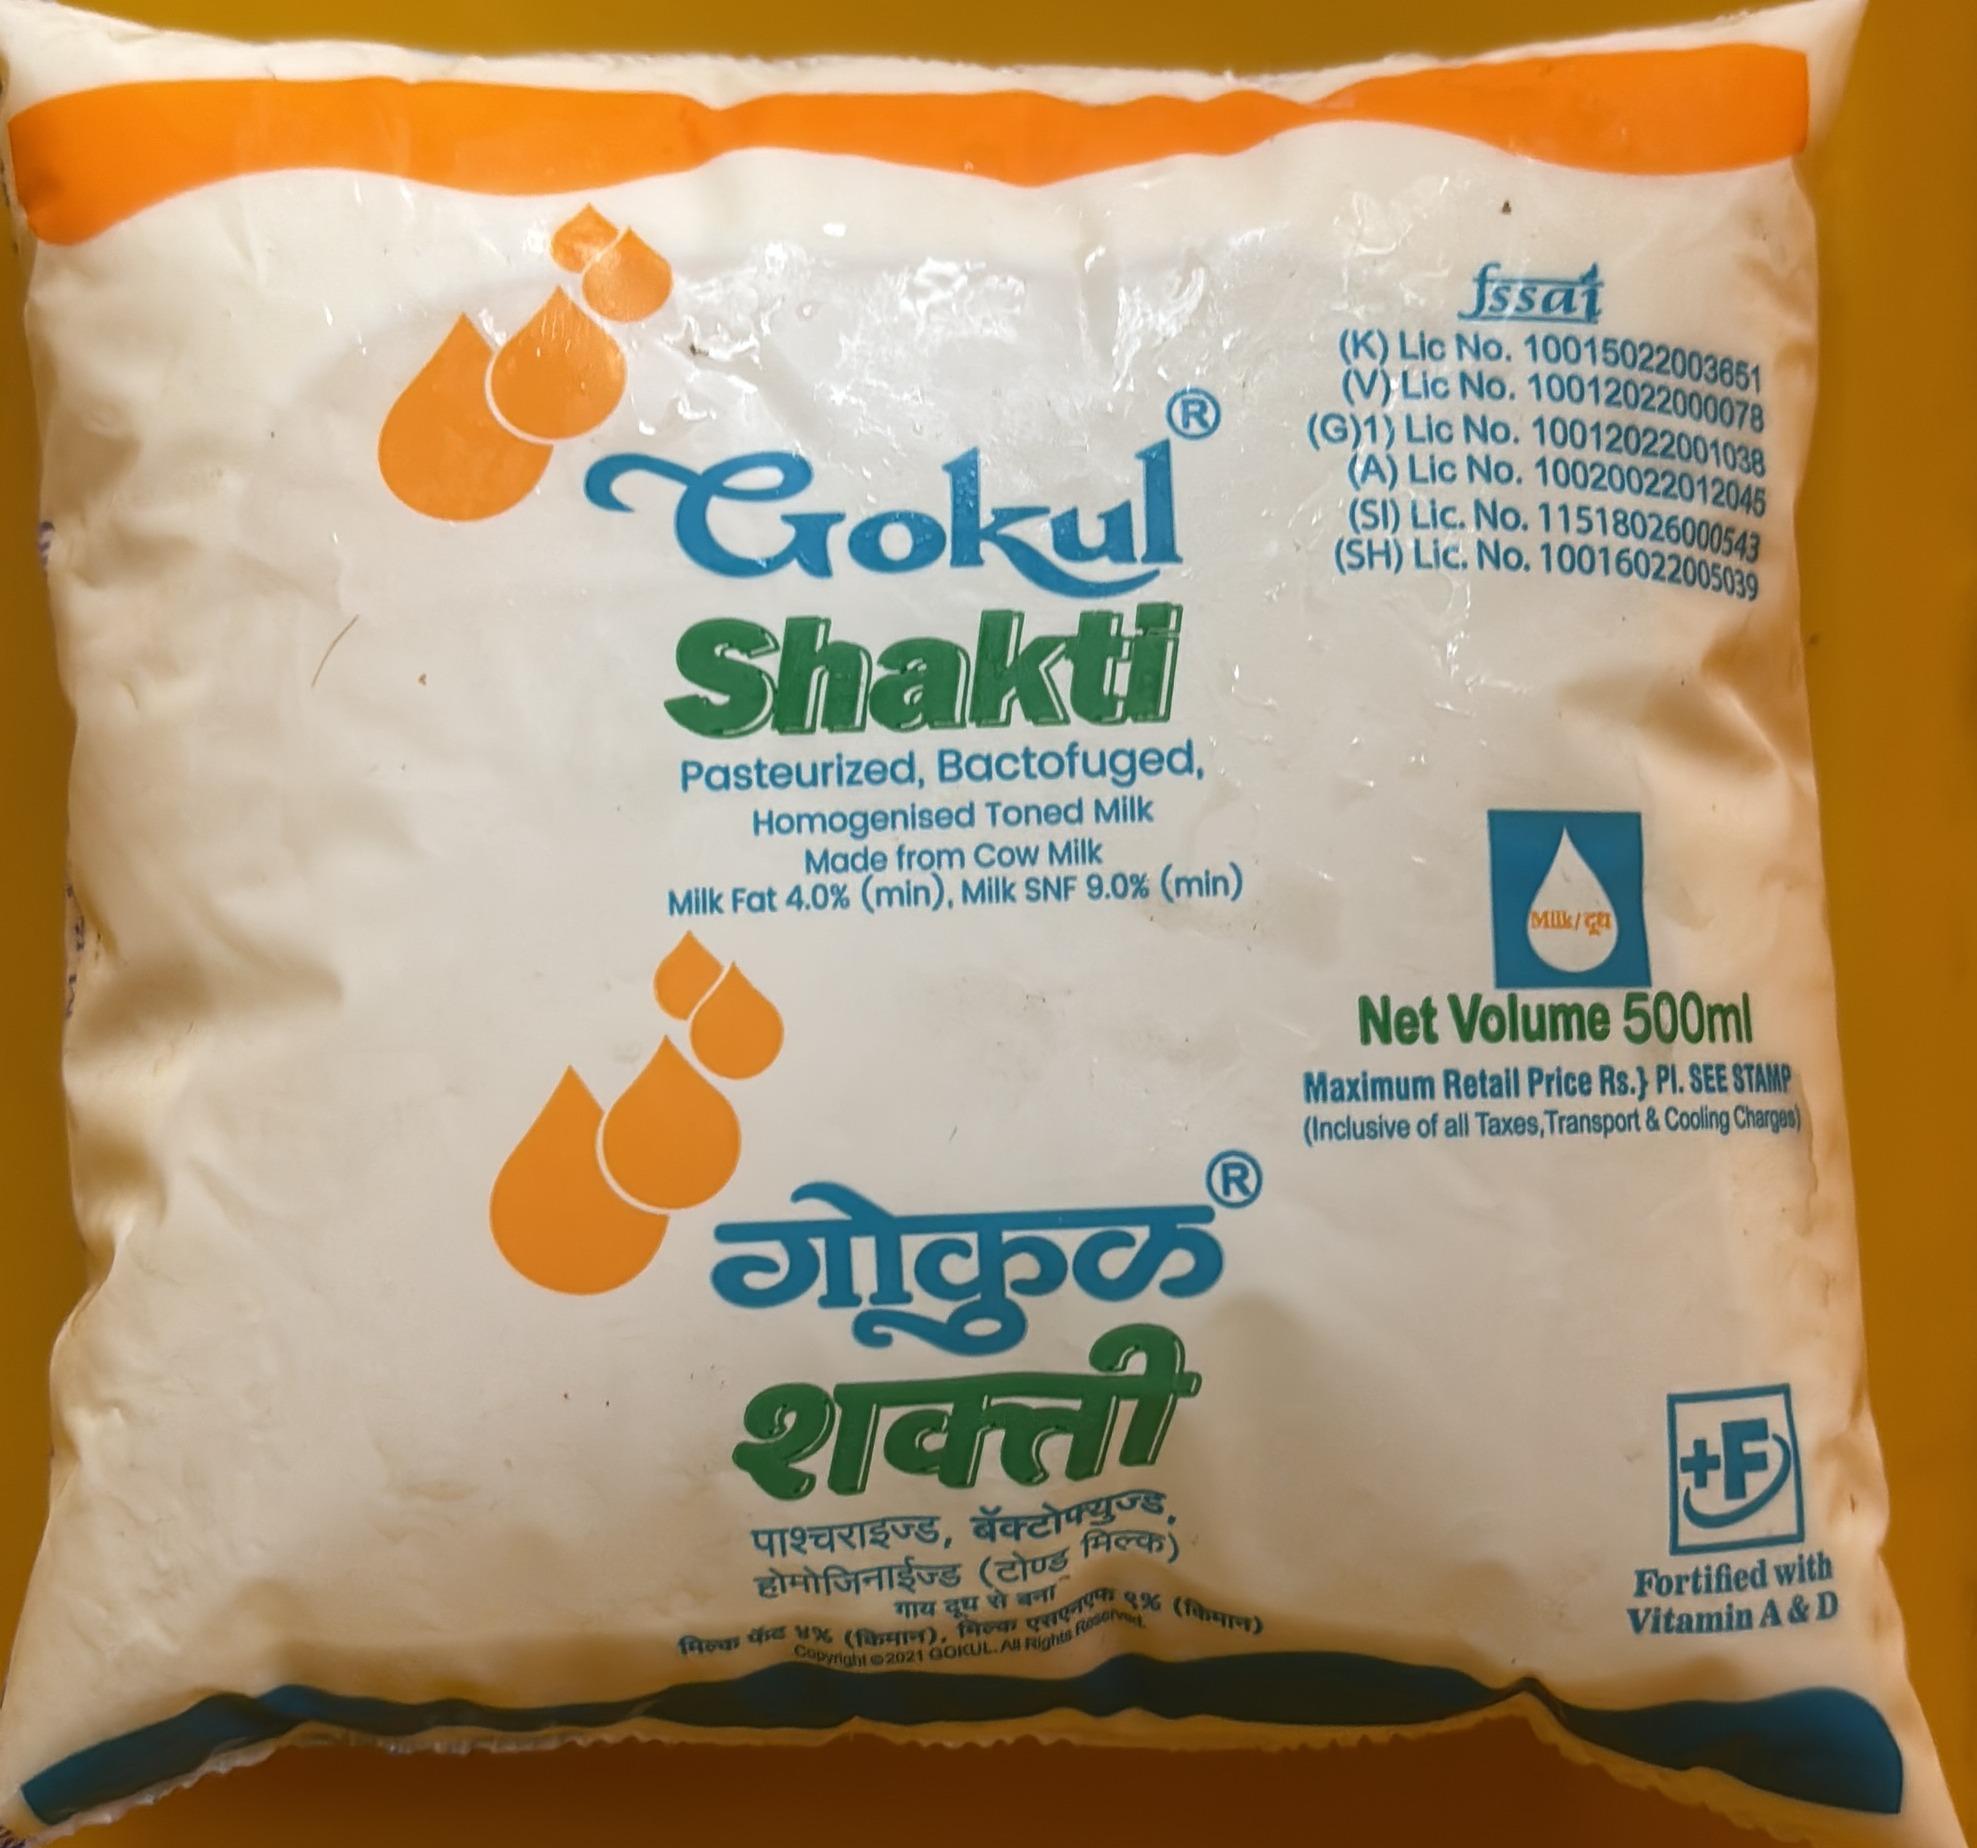 Gokul®
Shakti
Pasteurized, Bactofuged,
Homogenised Toned Milk
Made from Cow Milk
Milk Fat 4.0% (min), Milk SNF 9.0% (min)
fssai
(K) Lic No. 10015022003651
(V) Lic No. 10012022000078
(G)1) Lic No. 10012022001038
(A) Lic No. 10020022012045
(SI) Lic. No. 11518026000543
(SH) Lic. No. 10016022005039
Milk/दूध
Net Volume 500ml
Maximum Retail Price Rs.} Pl. SEE STAMP
(Inclusive of all Taxes,Transport & Cooling Charges)
गोकुळ®
शक्ती
पाश्चराइज्ड, बॅक्टोफ्युज्ड,
होमोजिनाईज्ड (टोण्ड मिल्क)
गाय दूध से बना
मिल्क फॅट ४% (किमान), मिल्क एसएनएफ ९% (किमान)
Copyright ©2021 GOKUL. All Rights Reserved.
+F
Fortified with
Vitamin A & D